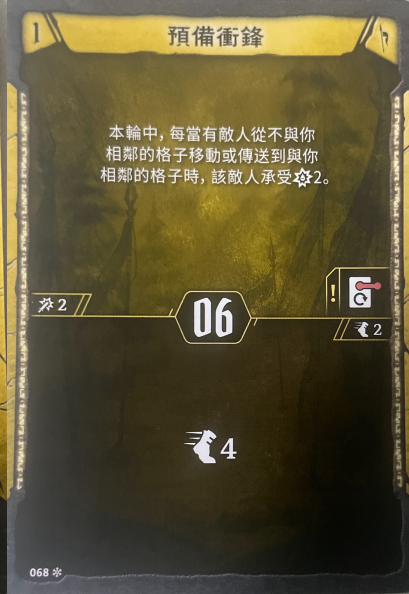 1
預備衝鋒
本輪中，每當有敵人從不與你
相鄰的格子移動或傳送到與你
相鄰的格子時，該敵人承受2。
2
06
!
2
4
068